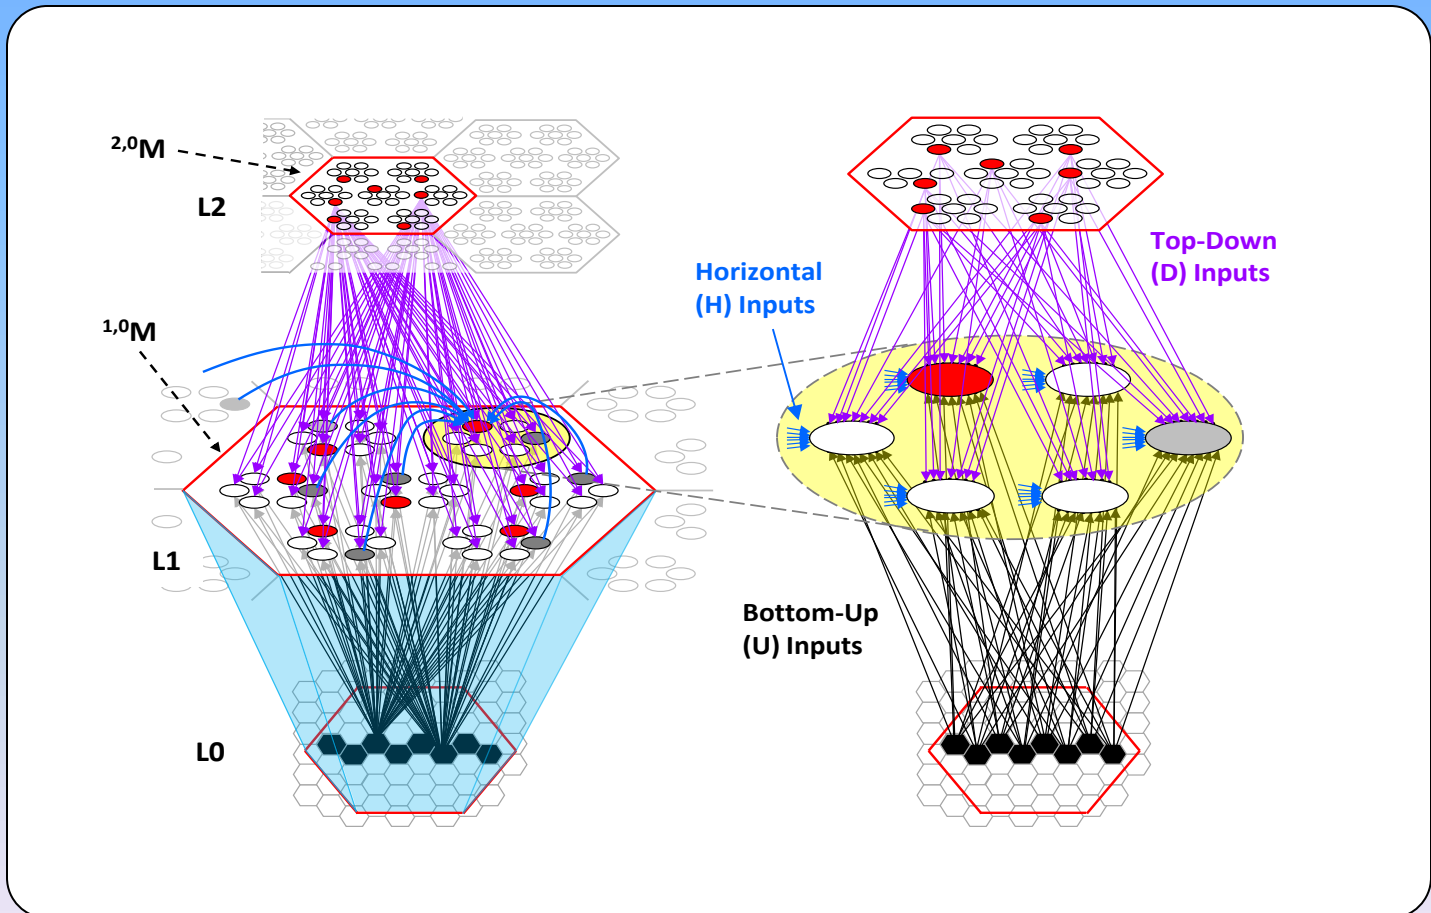 2,0M
L2
1,0M
L1
L0
Horizontal
(H) Inputs
Top-Down
(D) Inputs
Bottom-Up
(U) Inputs